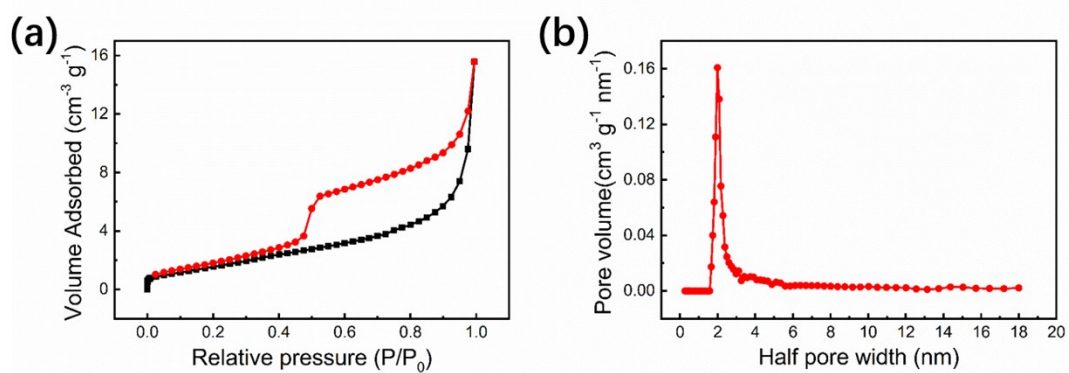 (a)
Volume Adsorbed (cm⁻³ g⁻¹)
16
12
8
4
0
0.0 0.2 0.4 0.6 0.8 1.0
Relative pressure (P/P₀)
(b)
Pore volume(cm³ g⁻¹ nm⁻¹)
0.16
0.12
0.08
0.04
0.00
0 2 4 6 8 10 12 14 16 18 20
Half pore width (nm)